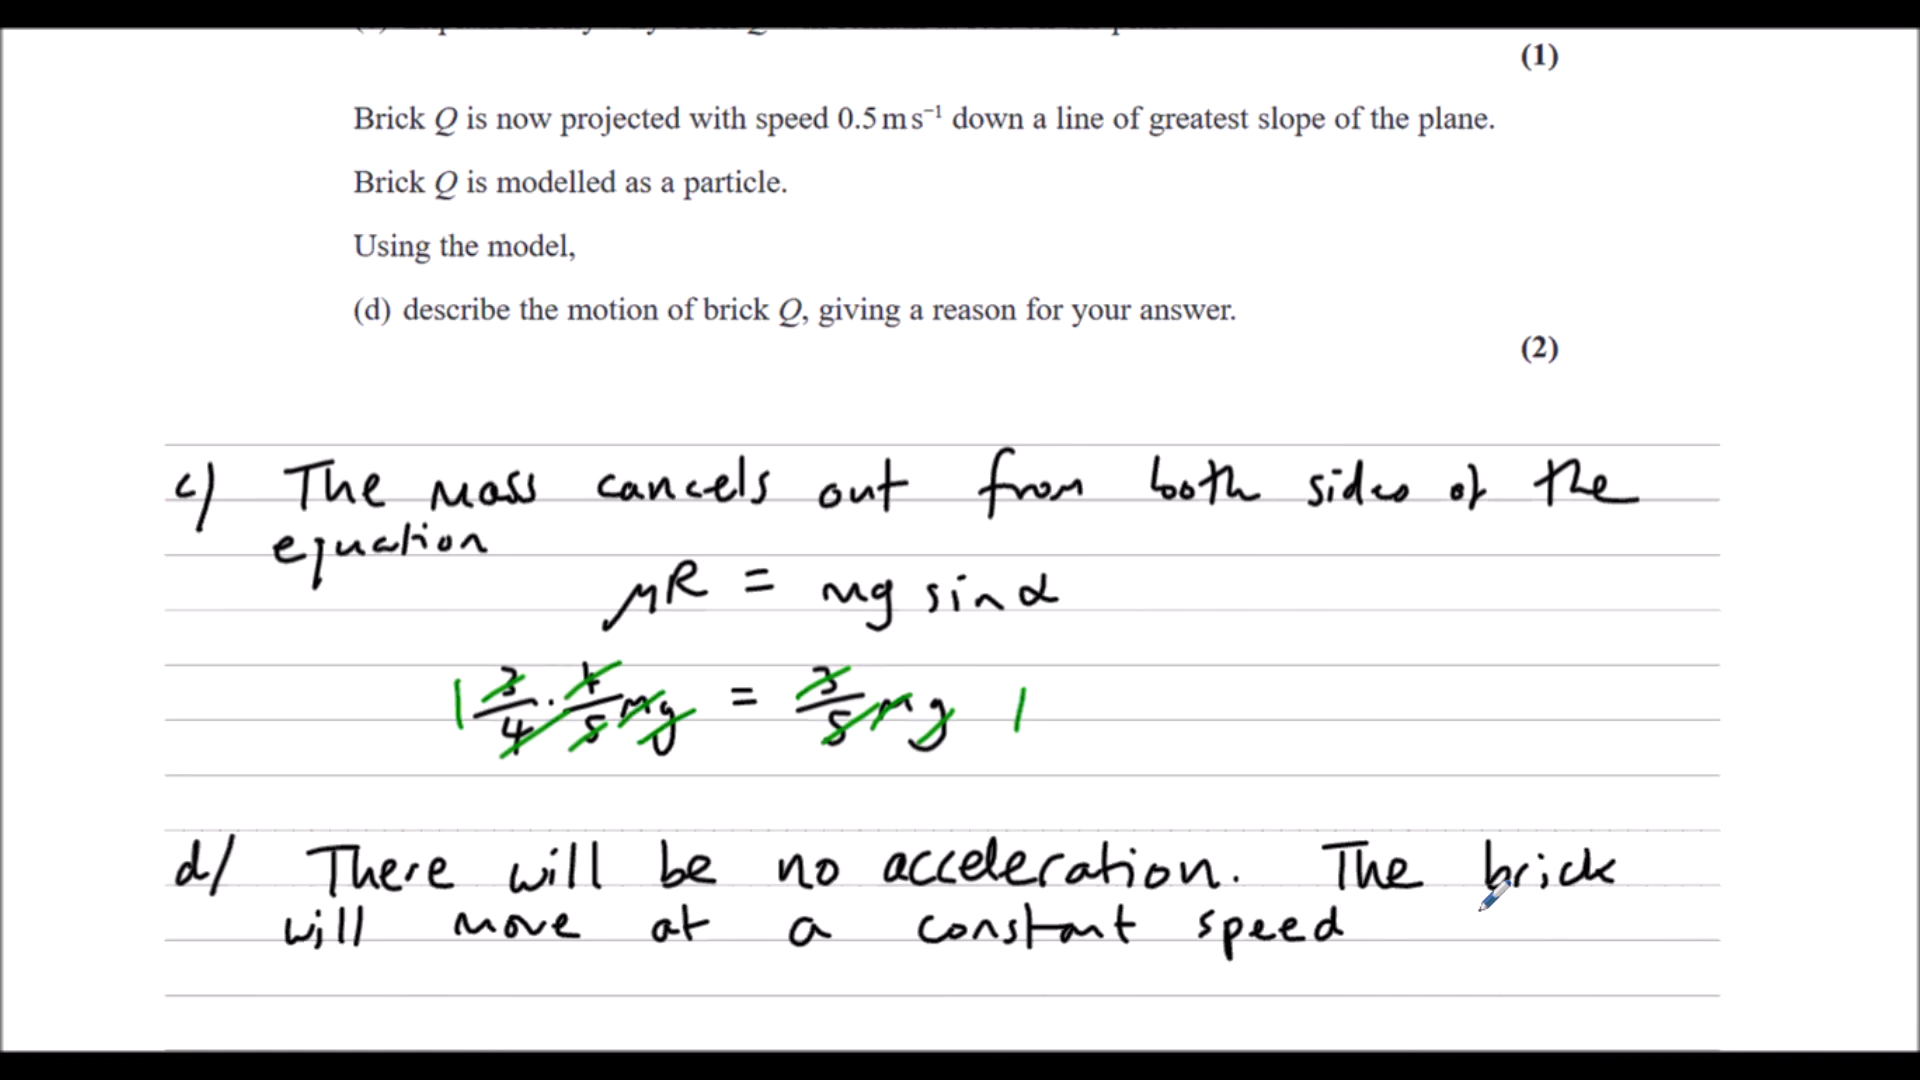 (1)
Brick Q is now projected with speed 0.5 m s⁻¹ down a line of greatest slope of the plane.
Brick Q is modelled as a particle.
Using the model,
(d) describe the motion of brick Q, giving a reason for your answer.
(2)
c) The mass cancels out from both sides of the
equation
μR = mg sin α
1 3/4 · 4/5 mg = 3/5 mg 1
d/ There will be no acceleration. The brick
will move at a constant speed